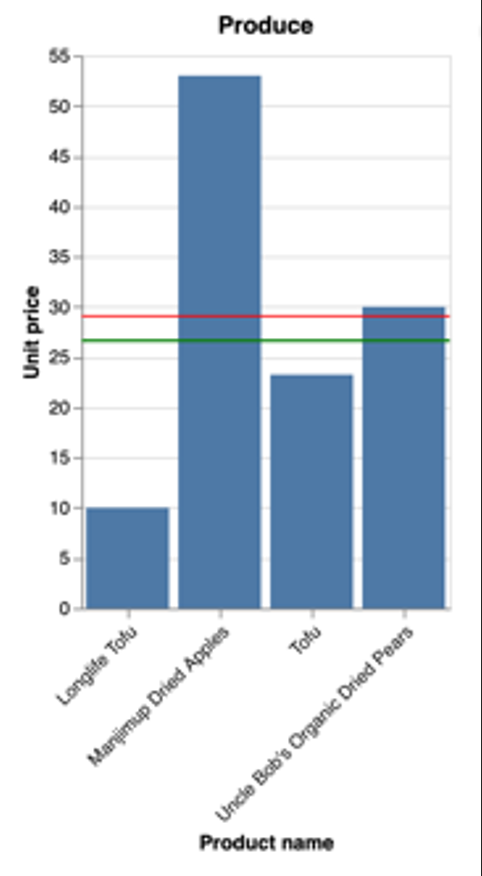 Produce
55
50
45
40
35
30
25
20
15
10
5
0
Unit price
Longlife Tofu
Manjimup Dried Apples
Tofu
Uncle Bob's Organic Dried Pears
Product name